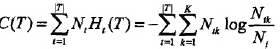 C(T) = \sum_{t=1}^{|T|} N_t H_t(T) = -\sum_{t=1}^{|T|} \sum_{k=1}^{K} N_{tk} \log \frac{N_{tk}}{N_t}